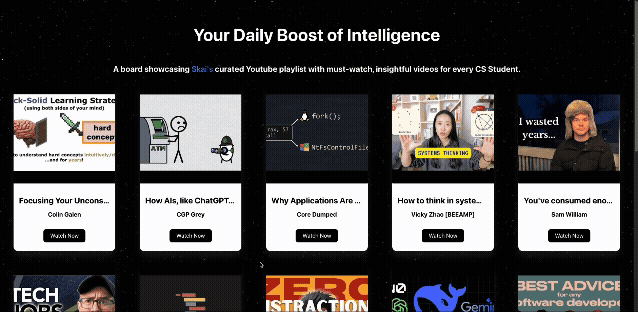 Your Daily Boost of Intelligence
A board showcasing Skai's curated Youtube playlist with must-watch, insightful videos for every CS Student.
ck-Solid Learning Strate
(using both sides of your mind)
hard
concep
o understand hard concepts intuitively
...and for years!
fork();
NtFsControlFile
SYSTEMS THINKING
I wasted
years...
Focusing Your Uncons...
How AIs, like ChatGPT...
Why Applications Are ...
How to think in syste...
You've consumed eno...
Colin Galen
CGP Grey
Core Dumped
Vicky Zhao [BEEAMP]
Sam William
Watch Now
Watch Now
Watch Now
Watch Now
Watch Now
TECH
JOBS
ZERO
ISTRACTION
Gemin
BEST ADVICE
for any
oftware develope